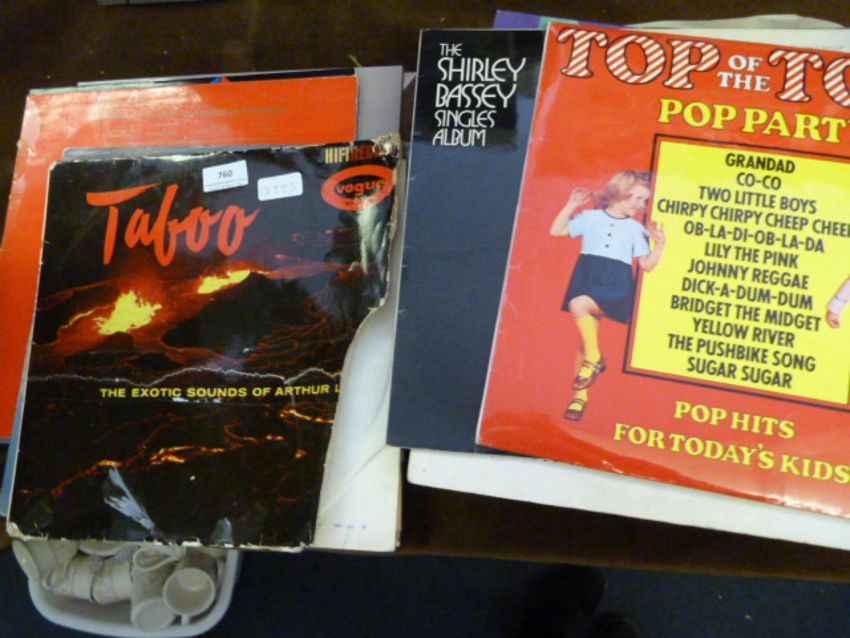 HIFI
vogue
760
Taboo
THE EXOTIC SOUNDS OF ARTHUR L
THE
SHIRLEY
BASSEY
SINGLES
ALBUM
TOP OF THE TO
POP PART
GRANDAD
CO-CO
TWO LITTLE BOYS
CHIRPY CHIRPY CHEEP CHEE
OB-LA-DI-OB-LA-DA
LILY THE PINK
JOHNNY REGGAE
DICK-A-DUM-DUM
BRIDGET THE MIDGET
YELLOW RIVER
THE PUSHBIKE SONG
SUGAR SUGAR
POP HITS
FOR TODAY'S KIDS